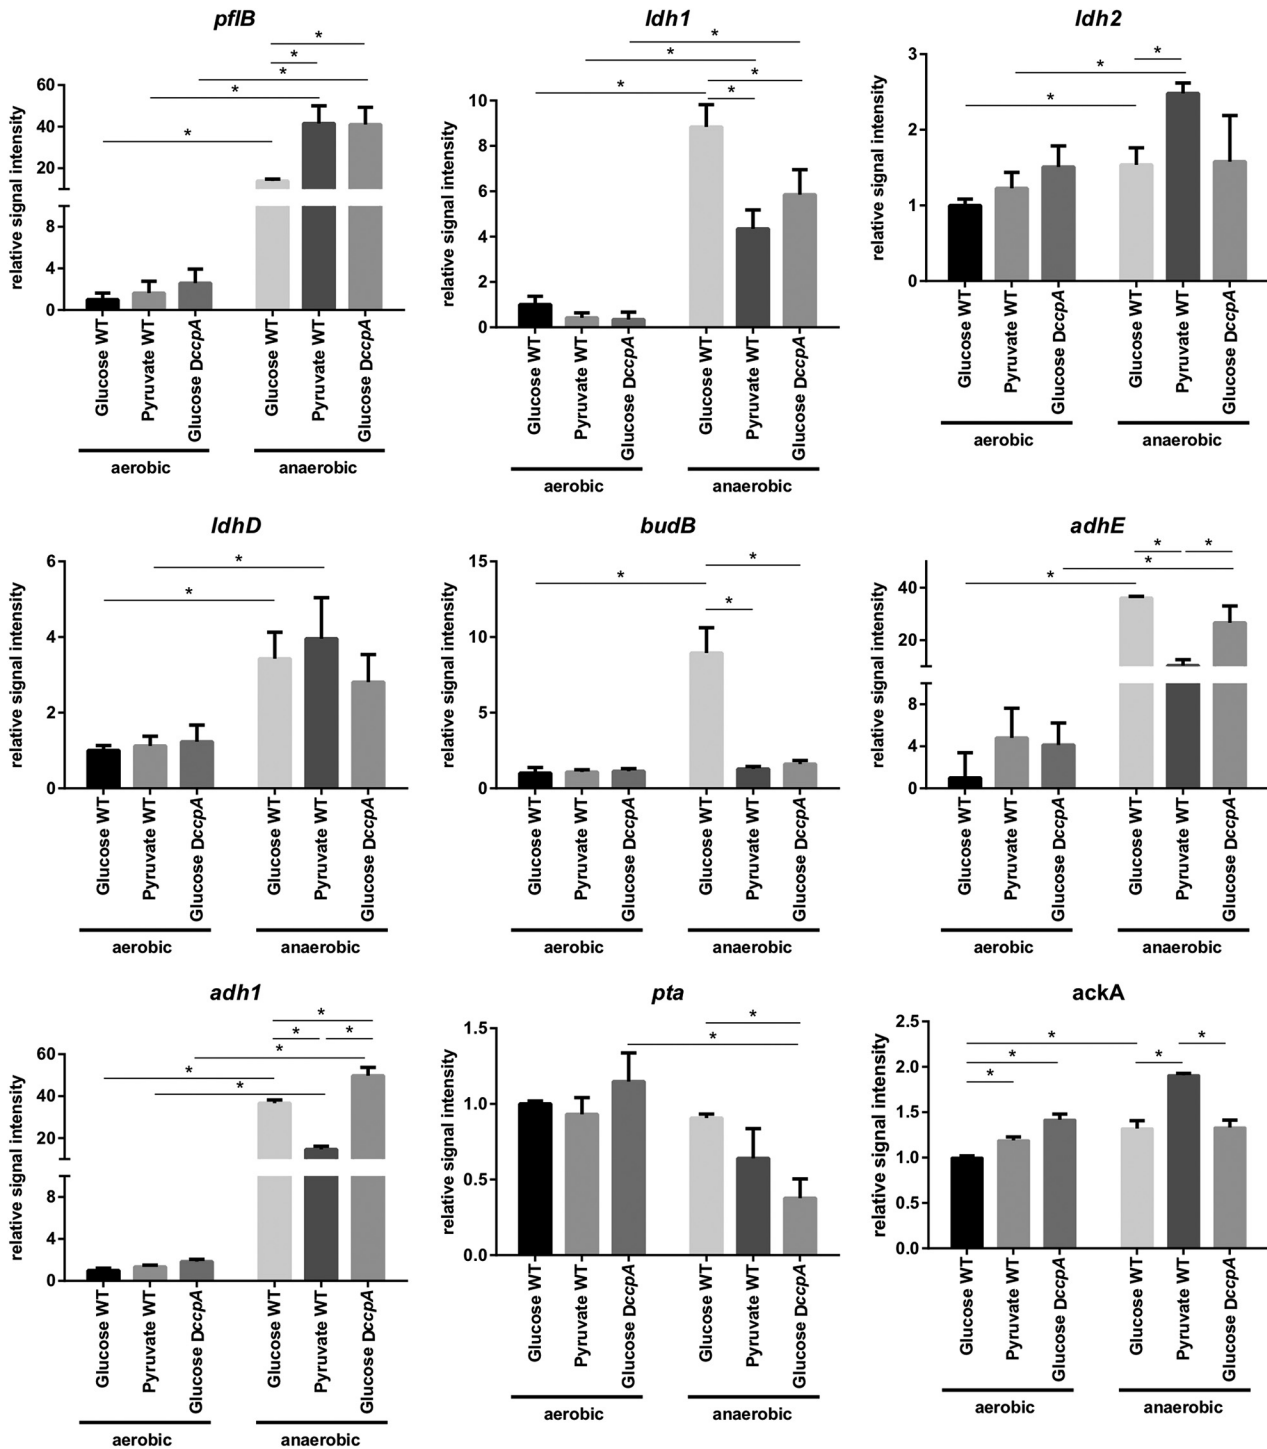 pflB
*
*
*
*
*
relative signal intensity
60
40
20
8
4
0
Glucose WT
Pyruvate WT
Glucose DccpA
Glucose WT
Pyruvate WT
Glucose DccpA
aerobic
anaerobic
ldh1
*
*
*
*
*
relative signal intensity
10
8
6
4
2
0
Glucose WT
Pyruvate WT
Glucose DccpA
Glucose WT
Pyruvate WT
Glucose DccpA
aerobic
anaerobic
ldh2
*
*
*
relative signal intensity
3
2
1
0
Glucose WT
Pyruvate WT
Glucose DccpA
Glucose WT
Pyruvate WT
Glucose DccpA
aerobic
anaerobic
ldhD
*
*
relative signal intensity
6
4
2
0
Glucose WT
Pyruvate WT
Glucose DccpA
Glucose WT
Pyruvate WT
Glucose DccpA
aerobic
anaerobic
budB
*
*
*
relative signal intensity
15
10
5
0
Glucose WT
Pyruvate WT
Glucose DccpA
Glucose WT
Pyruvate WT
Glucose DccpA
aerobic
anaerobic
adhE
*
*
*
*
relative signal intensity
40
20
8
4
0
Glucose WT
Pyruvate WT
Glucose DccpA
Glucose WT
Pyruvate WT
Glucose DccpA
aerobic
anaerobic
adh1
*
*
*
*
*
*
relative signal intensity
60
40
20
8
4
0
Glucose WT
Pyruvate WT
Glucose DccpA
Glucose WT
Pyruvate WT
Glucose DccpA
aerobic
anaerobic
pta
*
*
relative signal intensity
1.5
1.0
0.5
0.0
Glucose WT
Pyruvate WT
Glucose DccpA
Glucose WT
Pyruvate WT
Glucose DccpA
aerobic
anaerobic
ackA
*
*
*
*
*
relative signal intensity
2.5
2.0
1.5
1.0
0.5
0.0
Glucose WT
Pyruvate WT
Glucose DccpA
Glucose WT
Pyruvate WT
Glucose DccpA
aerobic
anaerobic